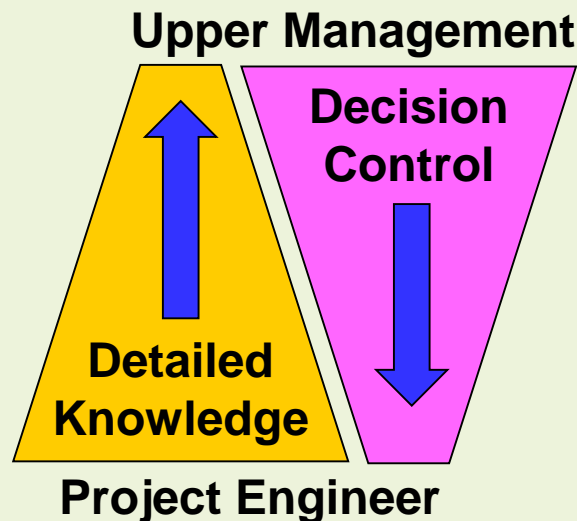 Upper Management
Decision
Control
Detailed
Knowledge
Project Engineer